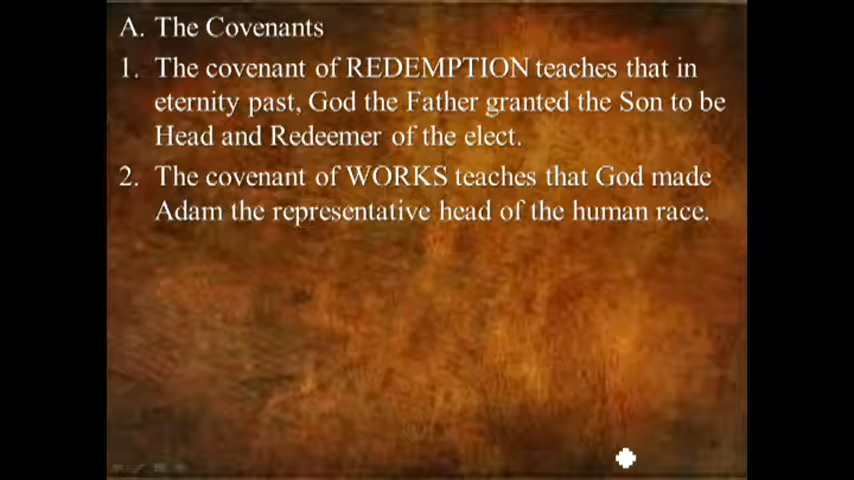 A. The Covenants
1. The covenant of REDEMPTION teaches that in
eternity past, God the Father granted the Son to be
Head and Redeemer of the elect.
2. The covenant of WORKS teaches that God made
Adam the representative head of the human race.